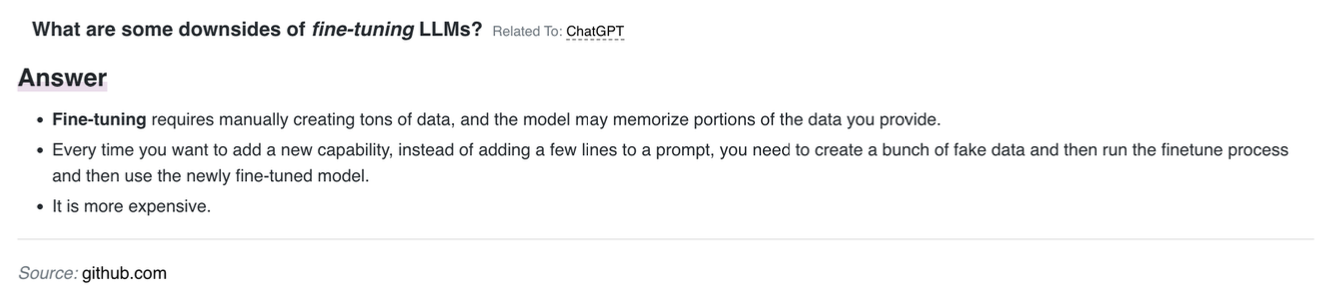 What are some downsides of fine-tuning LLMs? Related To: ChatGPT
Answer
• Fine-tuning requires manually creating tons of data, and the model may memorize portions of the data you provide.
• Every time you want to add a new capability, instead of adding a few lines to a prompt, you need to create a bunch of fake data and then run the finetune process
and then use the newly fine-tuned model.
• It is more expensive.
Source: github.com